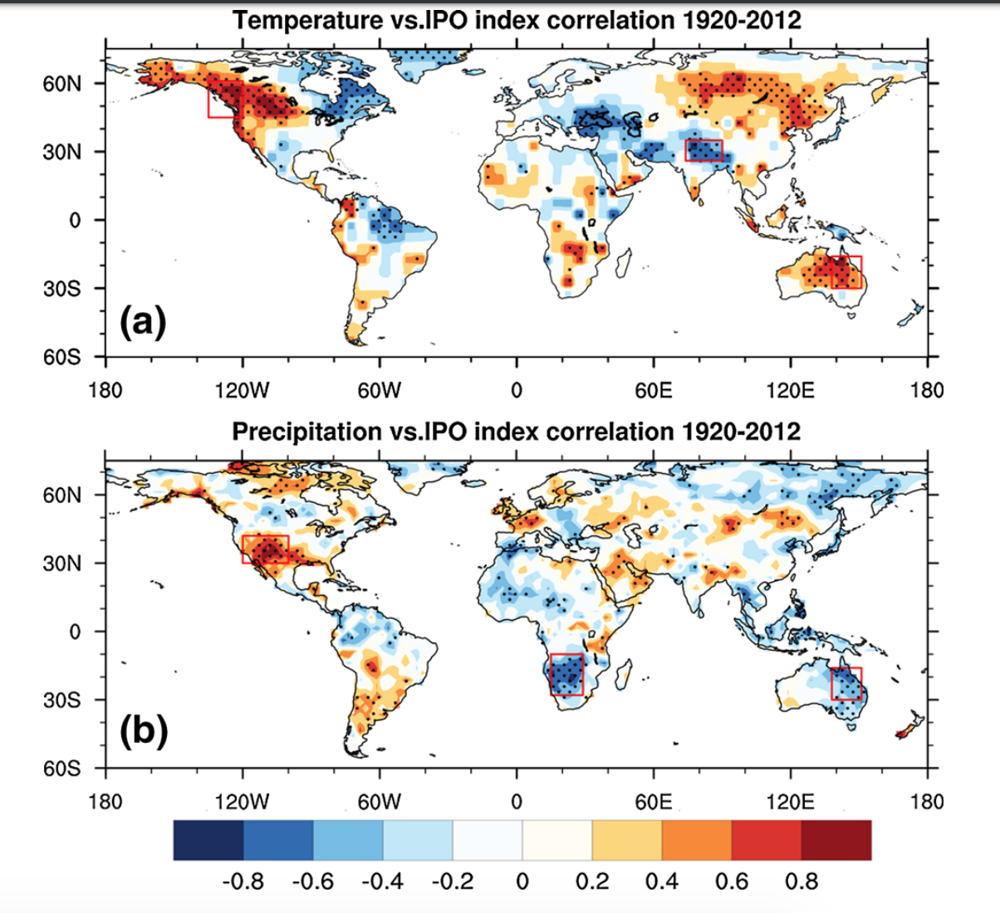 Temperature vs.IPO index correlation 1920-2012
60N
30N
0
30S
60S
(a)
180 120W 60W 0 60E 120E 180
Precipitation vs.IPO index correlation 1920-2012
60N
30N
0
30S
60S
(b)
180 120W 60W 0 60E 120E 180
-0.8 -0.6 -0.4 -0.2 0 0.2 0.4 0.6 0.8